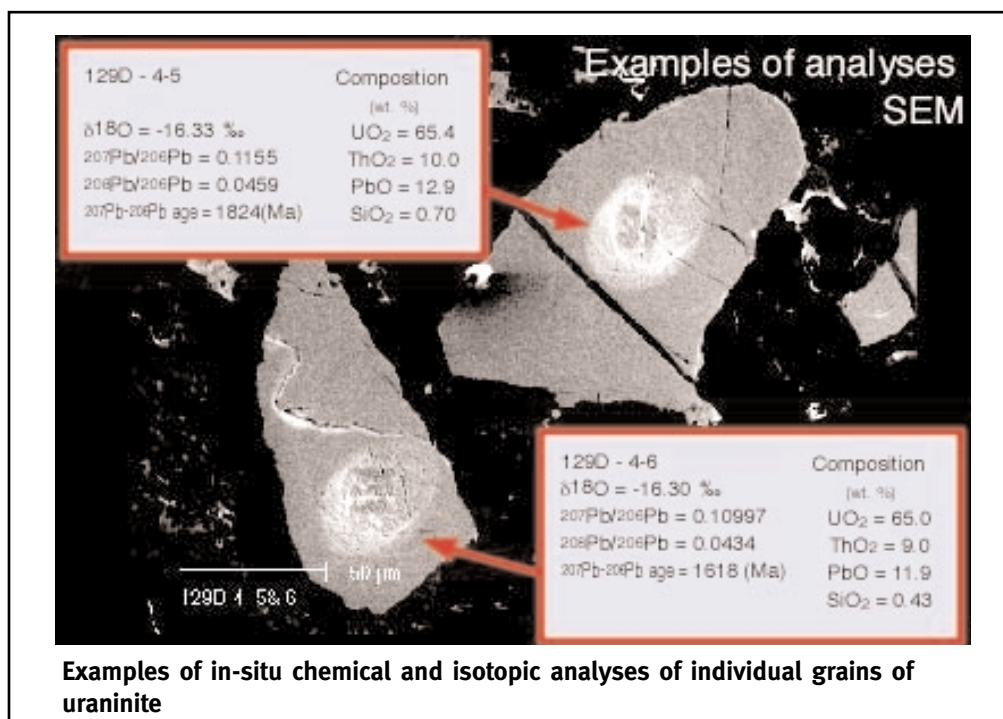 Examples of analyses
SEM
129D - 4-5 Composition
(wt. %)
δ18O = -16.33 ‰ UO2 = 65.4
207Pb/206Pb = 0.1155 ThO2 = 10.0
208Pb/206Pb = 0.0459 PbO = 12.9
207Pb-206Pb age = 1824(Ma) SiO2 = 0.70
129D - 4-6 Composition
δ18O = -16.30 ‰ (wt. %)
207Pb/206Pb = 0.10997 UO2 = 65.0
208Pb/206Pb = 0.0434 ThO2 = 9.0
207Pb-206Pb age = 1618 (Ma) PbO = 11.9
SiO2 = 0.43
50 µm
129D 4 5& 6
Examples of in-situ chemical and isotopic analyses of individual grains of
uraninite